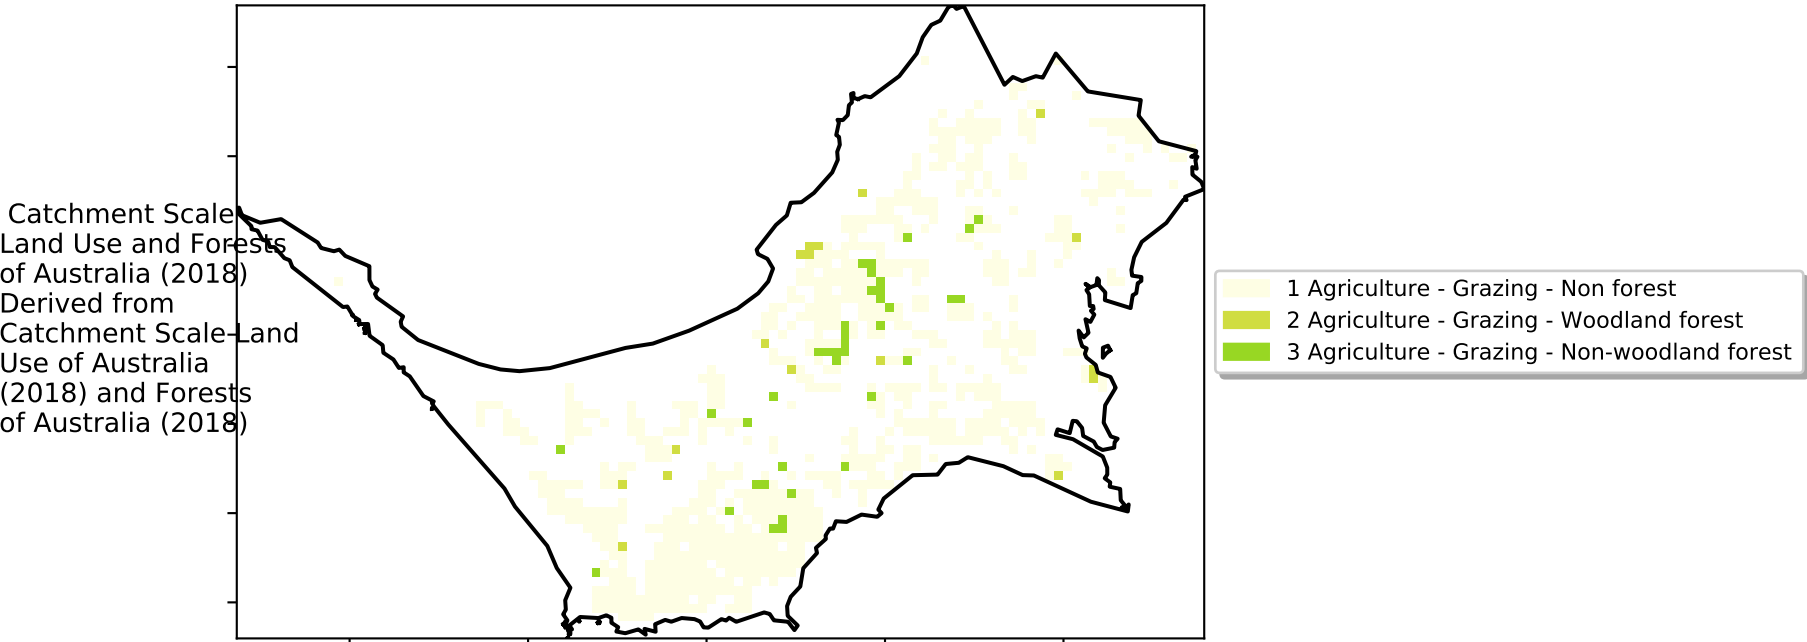 Catchment Scale
Land Use and Forests
of Australia (2018)
Derived from
Catchment Scale Land
Use of Australia
(2018) and Forests
of Australia (2018)
1 Agriculture - Grazing - Non forest
2 Agriculture - Grazing - Woodland forest
3 Agriculture - Grazing - Non-woodland forest